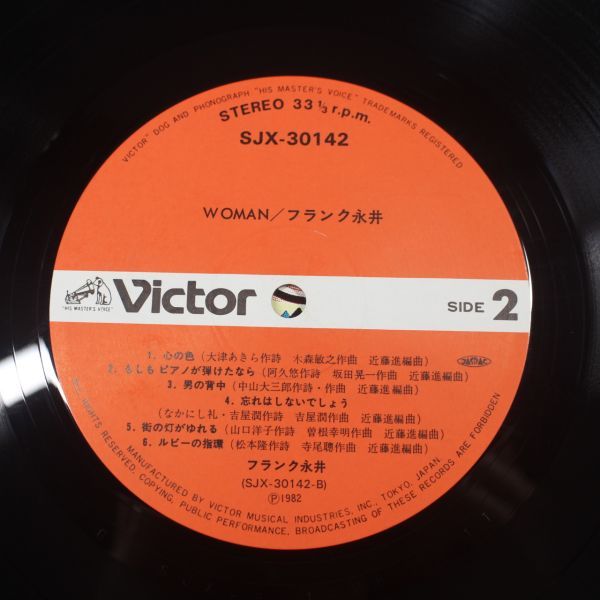 VICTOR" DOG AND PHONOGRAPH "HIS MASTER'S VOICE" TRADEMARKS REGISTERED
STEREO 33 1/3 r.p.m.
SJX-30142
WOMAN/フランク永井
"HIS MASTER'S VOICE"
Victor
SIDE 2
1. 心の色(大津あきら作詩 木森敏之作曲 近藤進編曲)
2. もしも ピアノが弾けたなら(阿久悠作詩 坂田晃一作曲 近藤進編曲)
3. 男の背中(中山大三郎作詩・作曲 近藤進編曲)
4. 忘れはしないでしょう
(なかにし礼・吉屋潤作詩 吉屋潤作曲 近藤進編曲)
5. 街の灯がゆれる(山口洋子作詩 曽根幸明作曲 近藤進編曲)
6. ルビーの指環(松本隆作詩 寺尾聰作曲 近藤進編曲)
フランク永井
(SJX-30142-B)
Ⓟ1982
MANUFACTURED BY VICTOR MUSICAL INDUSTRIES, INC., TOKYO, JAPAN
ALL RIGHTS RESERVED. COPYING, PUBLIC PERFORMANCE, BROADCASTING OF THESE RECORDS ARE FORBIDDEN